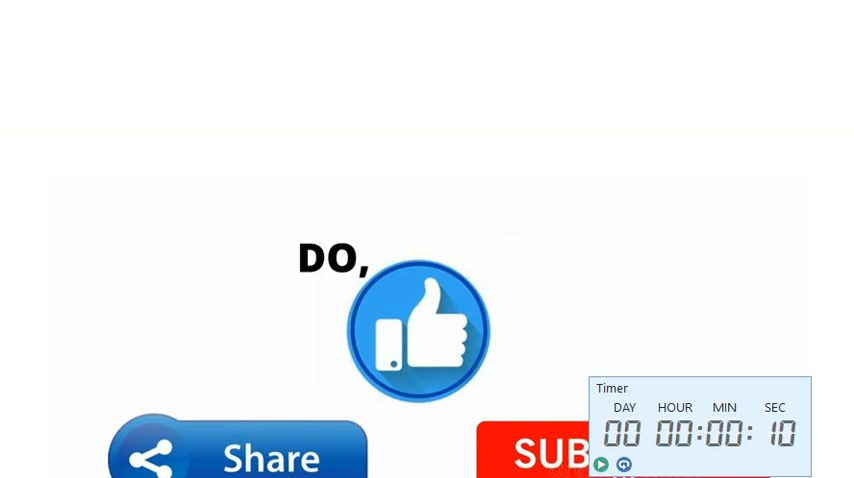 DO,
Timer
DAY HOUR MIN SEC
00 00:00: 10
Share
SUB